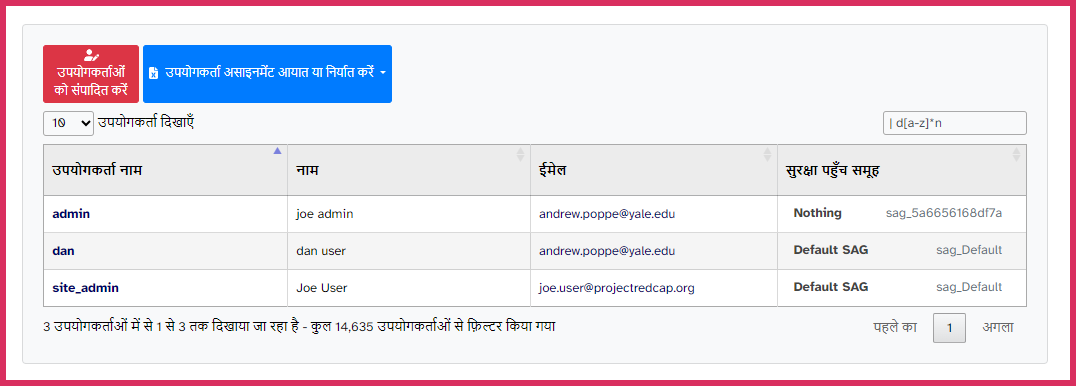 उपयोगकर्ताओं
को संपादित करें
उपयोगकर्ता असाइनमेंट आयात या निर्यात करें
10 उपयोगकर्ता दिखाएँ
| d[a-z]*n
उपयोगकर्ता नाम नाम ईमेल सुरक्षा पहुँच समूह
admin joe admin andrew.poppe@yale.edu Nothing sag_5a6656168df7a
dan dan user andrew.poppe@yale.edu Default SAG sag_Default
site_admin Joe User joe.user@projectredcap.org Default SAG sag_Default
3 उपयोगकर्ताओं में से 1 से 3 तक दिखाया जा रहा है - कुल 14,635 उपयोगकर्ताओं से फ़िल्टर किया गया
पहले का 1 अगला